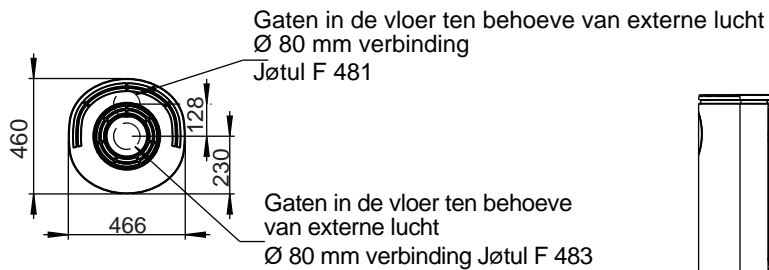 Gaten in de vloer ten behoeve van externe lucht
Ø 80 mm verbinding
Jøtul F 481
128
460
230
466
Gaten in de vloer ten behoeve
van externe lucht
Ø 80 mm verbinding Jøtul F 483